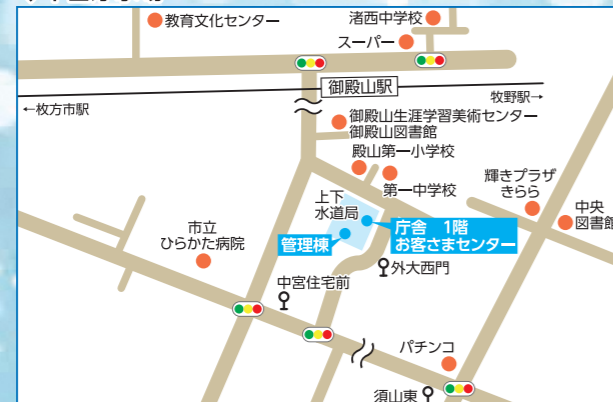 教育文化センター
渚西中学校
スーパー
御殿山駅
←枚方市駅
牧野駅→
御殿山生涯学習美術センター
御殿山図書館
殿山第一小学校
第一中学校
輝きプラザ
きらら
中央
図書館
上下
水道局
庁舎 1階
お客さまセンター
管理棟
市立
ひらかた病院
外大西門
中宮住宅前
パチンコ
須山東